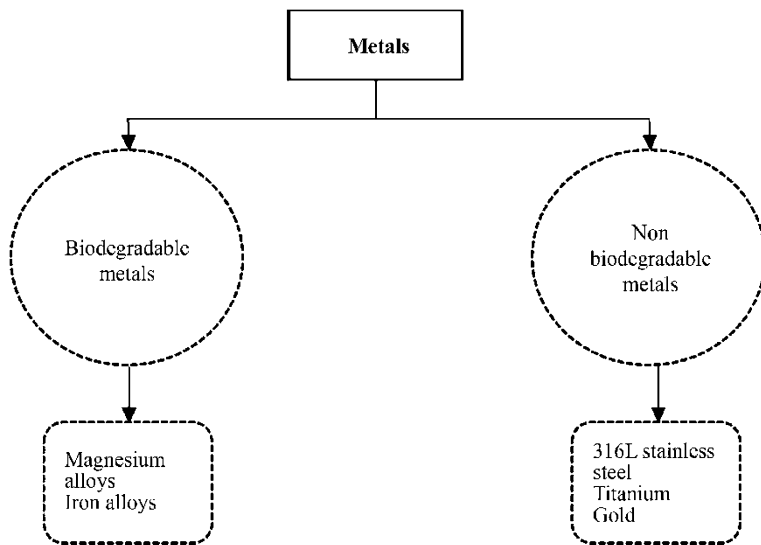 Metals
Biodegradable
metals
Non
biodegradable
metals
Magnesium
alloys
Iron alloys
316L stainless
steel
Titanium
Gold